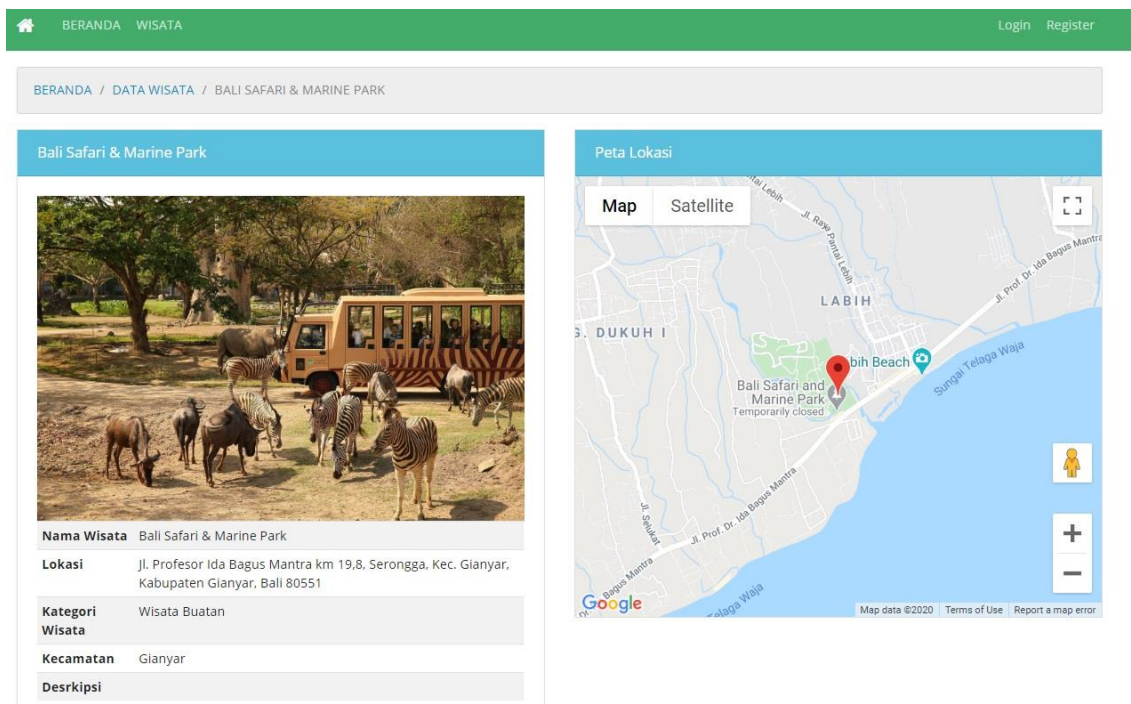 BERANDA WISATA Login Register
BERANDA / DATA WISATA / BALI SAFARI & MARINE PARK
Bali Safari & Marine Park
Nama Wisata Bali Safari & Marine Park
Lokasi Jl. Profesor Ida Bagus Mantra km 19,8, Serongga, Kec. Gianyar,
Kabupaten Gianyar, Bali 80551
Kategori Wisata Buatan
Wisata
Kecamatan Gianyar
Desrkipsi
Peta Lokasi
Map Satellite
Jl. Raya Pantai Lebih
Jl. Prof. Dr. Ida Bagus Mantra
LABIH
DUKUH I
bih Beach
Sungai Telaga Waja
Bali Safari and
Marine Park
Temporarily closed
Jl. Selukat
Jl. Prof. Dr. Ida Bagus Mantra
Bagus Mantra
Telaga Waja
Google
Map data ©2020 Terms of Use Report a map error